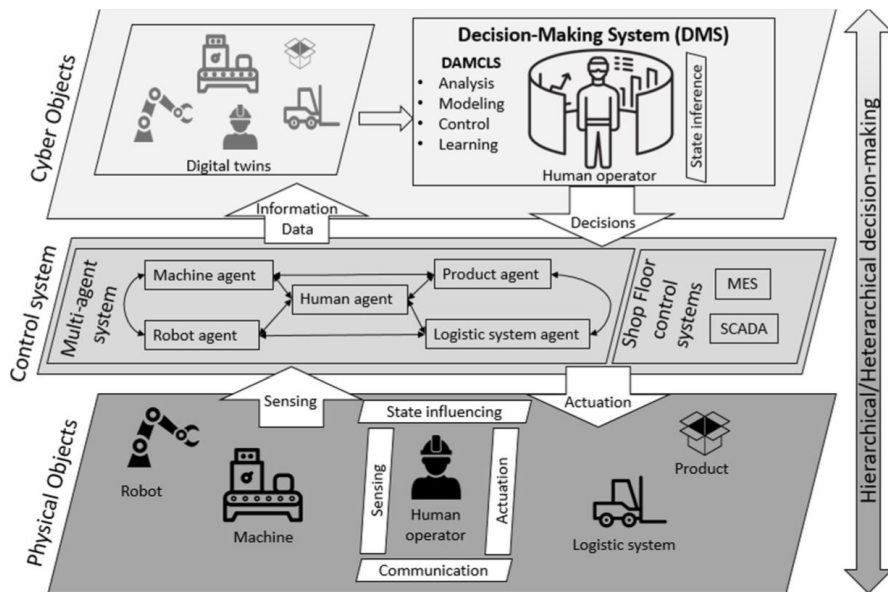 Cyber Objects
Digital twins
Decision-Making System (DMS)
DAMCLS
• Analysis
• Modeling
• Control
• Learning
State inference
Human operator
Information
Data
Decisions
Control system
Multi-agent
system
Machine agent
Product agent
Human agent
Robot agent
Logistic system agent
Shop Floor
control
systems
MES
SCADA
Sensing
Actuation
Physical Objects
Robot
Machine
State influencing
Sensing
Human
operator
Actuation
Communication
Logistic system
Product
Hierarchical/Heterarchical decision-making